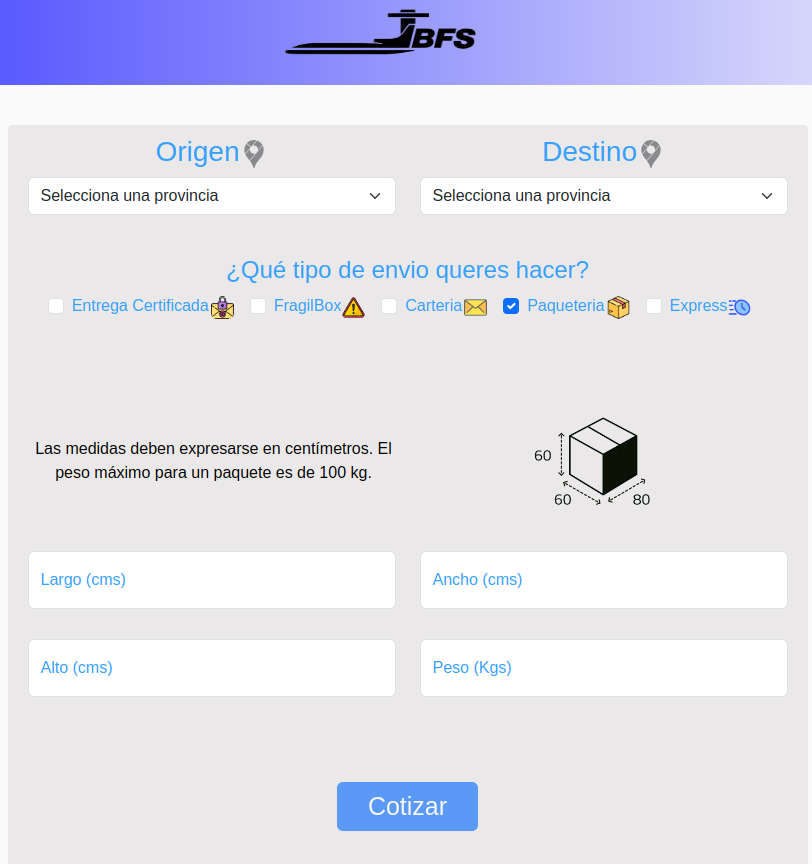 BFS
Origen
Destino
Selecciona una provincia
Selecciona una provincia
¿Qué tipo de envio queres hacer?
Entrega Certificada
FragilBox
Carteria
Paqueteria
Express
Las medidas deben expresarse en centímetros. El
peso máximo para un paquete es de 100 kg.
60
60
80
Largo (cms)
Ancho (cms)
Alto (cms)
Peso (Kgs)
Cotizar